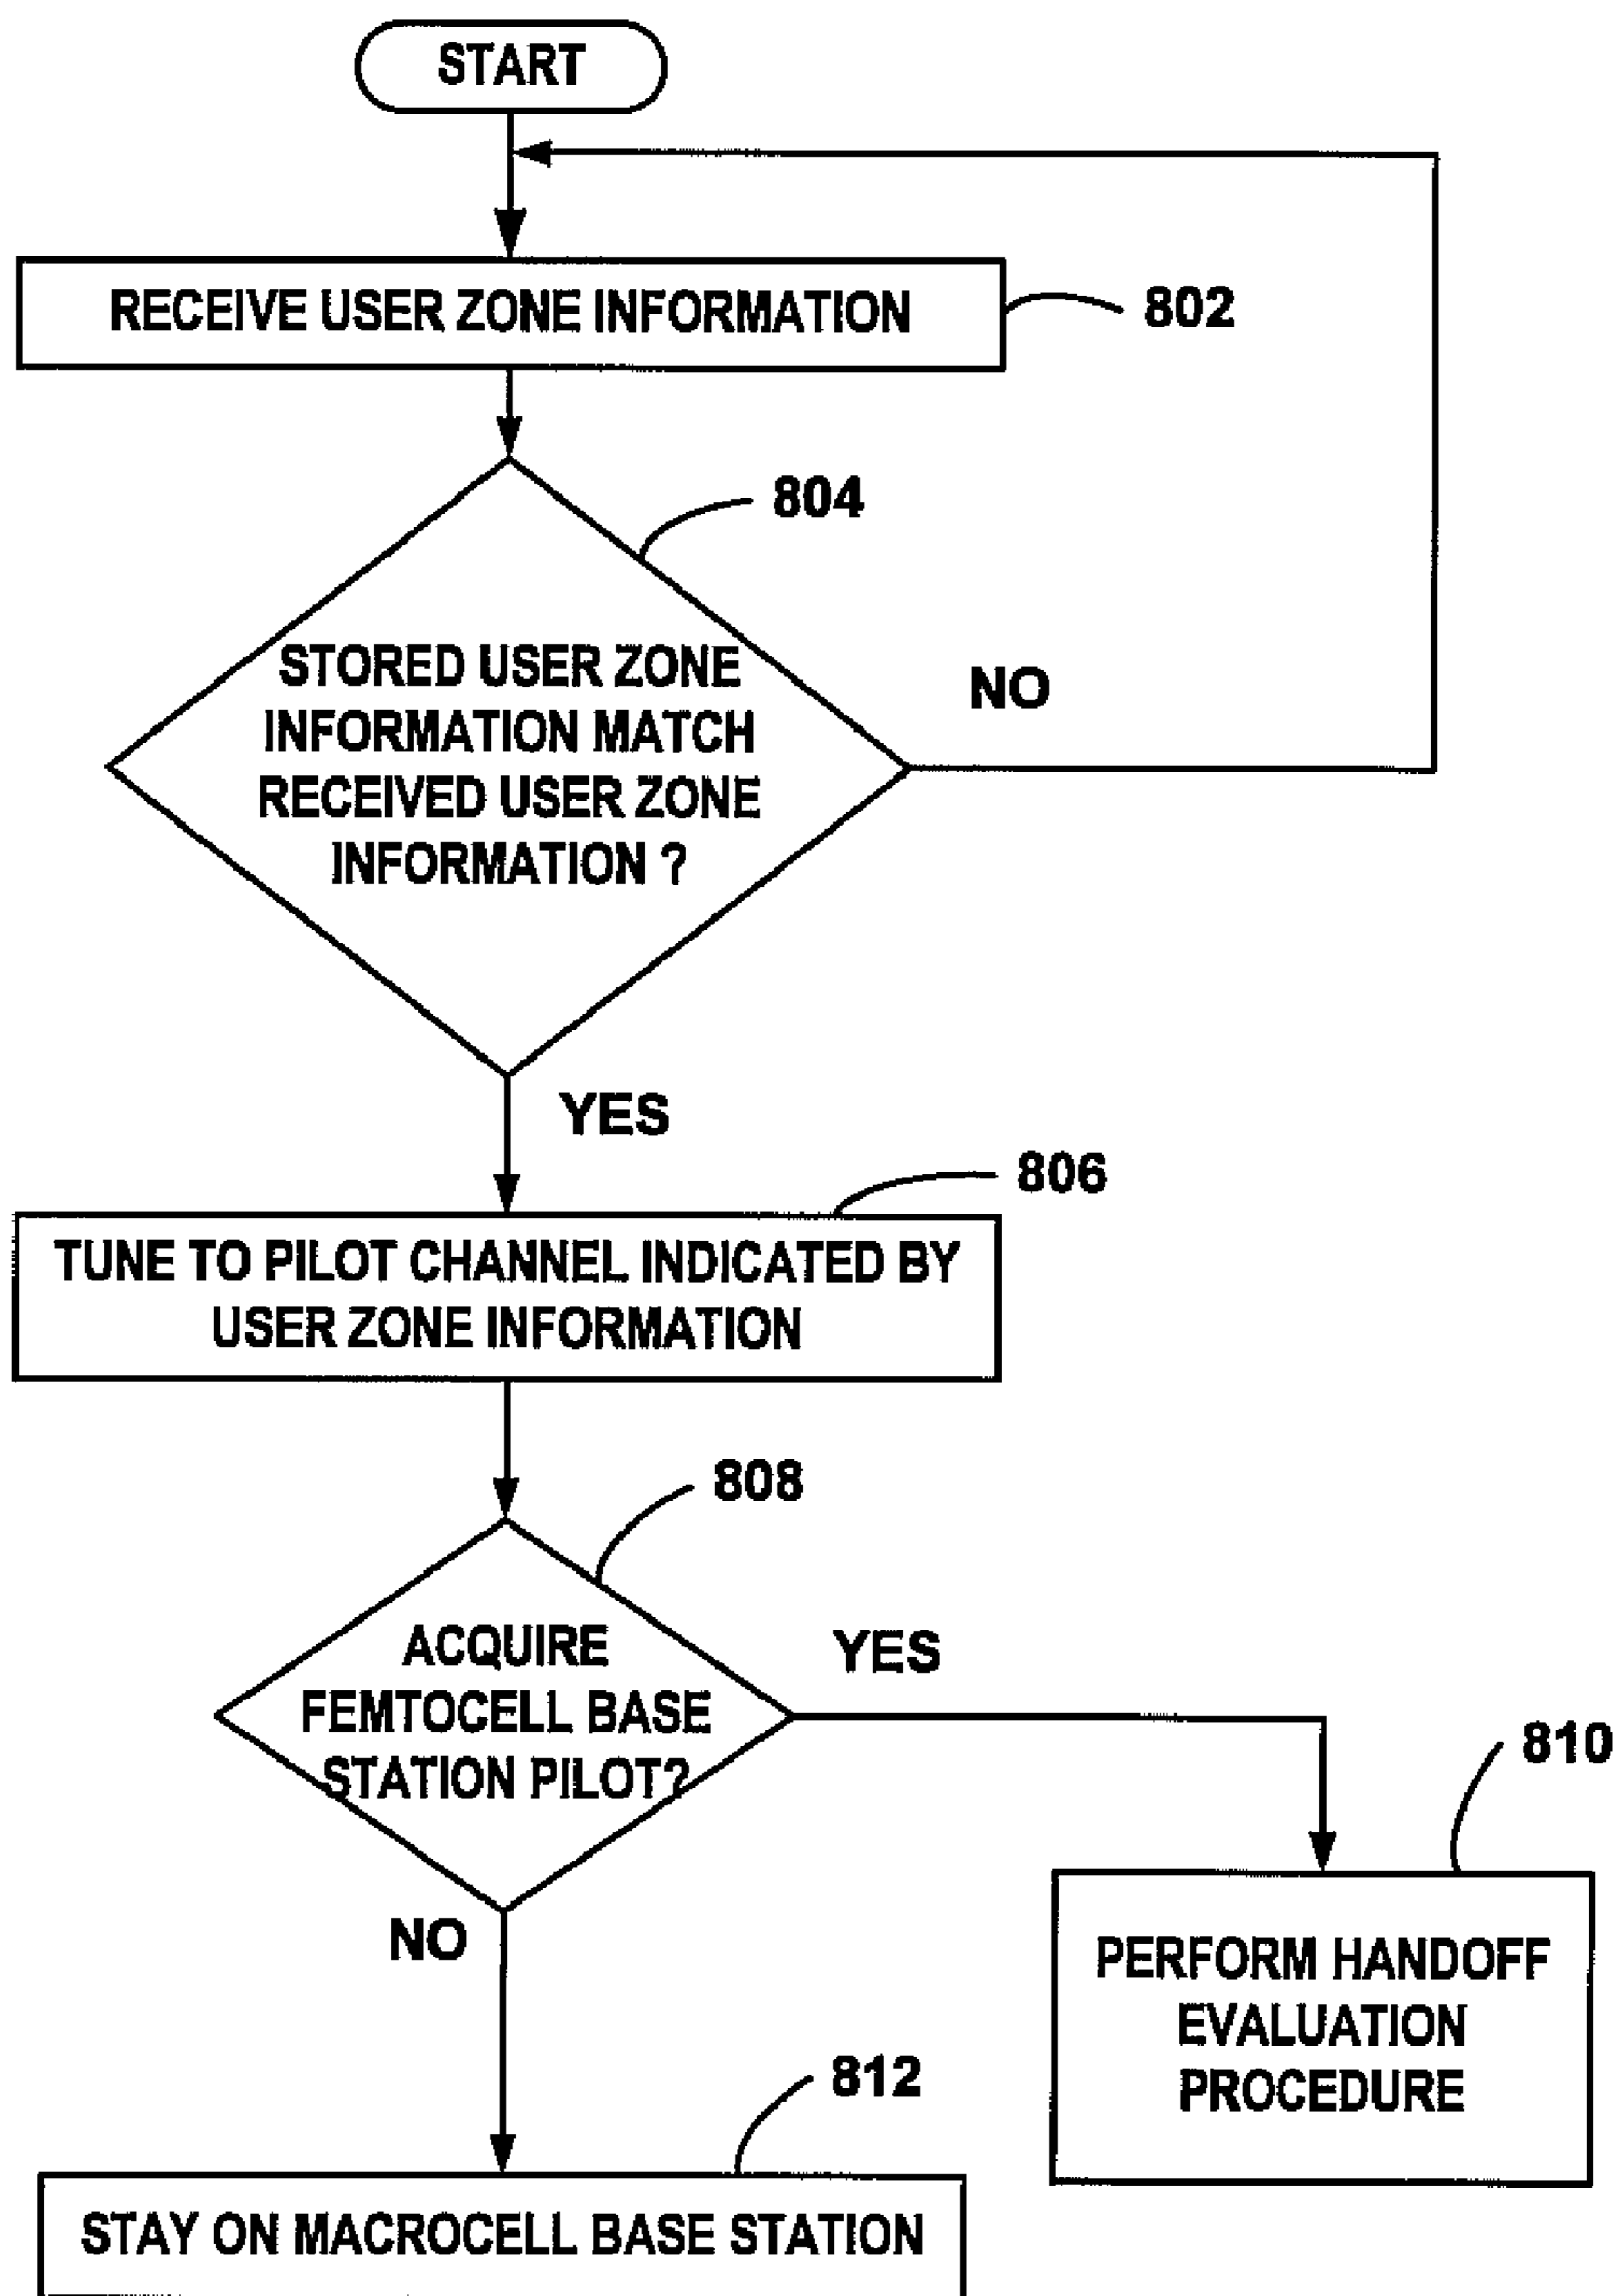 START
RECEIVE USER ZONE INFORMATION
802
804
STORED USER ZONE
INFORMATION MATCH
RECEIVED USER ZONE
INFORMATION ?
NO
YES
806
TUNE TO PILOT CHANNEL INDICATED BY
USER ZONE INFORMATION
808
ACQUIRE
FEMTOCELL BASE
STATION PILOT?
YES
810
NO
PERFORM HANDOFF
EVALUATION
PROCEDURE
812
STAY ON MACROCELL BASE STATION